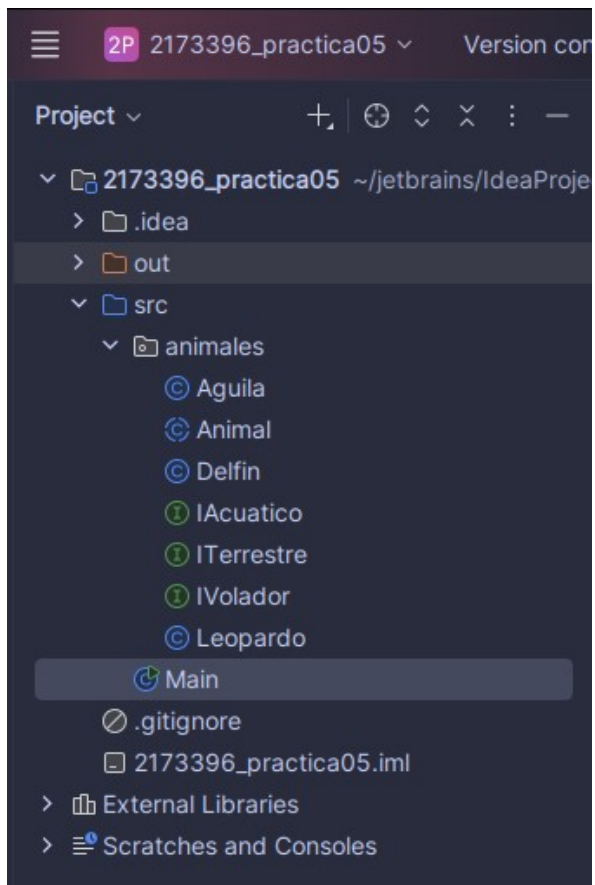 2P 2173396_practica05 Version con
Project
2173396_practica05 ~/jetbrains/IdeaProje
.idea
out
src
animales
C Aguila
C Animal
C Delfin
I IAcuatico
I ITerrestre
I IVolador
C Leopardo
C Main
.gitignore
2173396_practica05.iml
External Libraries
Scratches and Consoles